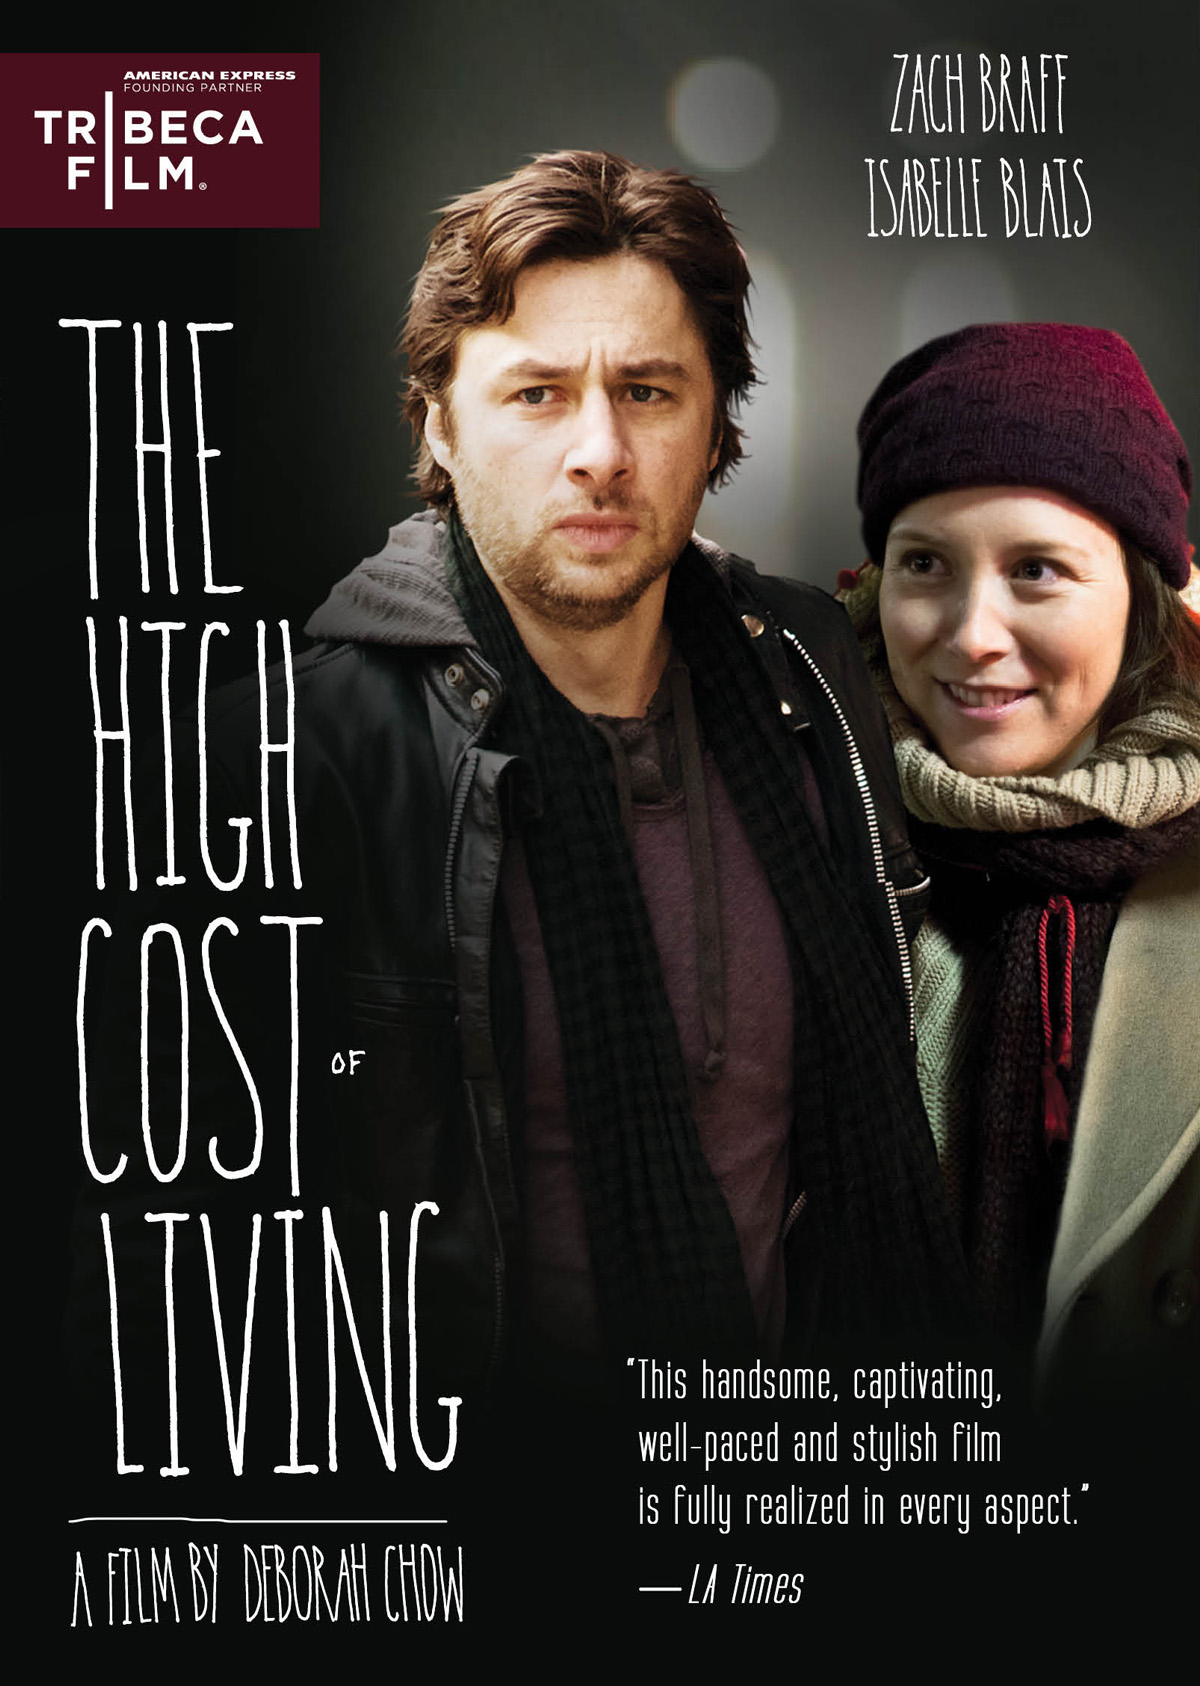 AMERICAN EXPRESS
FOUNDING PARTNER
TRIBECA
FILM®
ZACH BRAFF
ISABELLE BLAIS
THE
HIGH
COST OF
LIVING
A FILM BY DEBORAH CHOW
"This handsome, captivating,
well-paced and stylish film
is fully realized in every aspect."
—LA Times